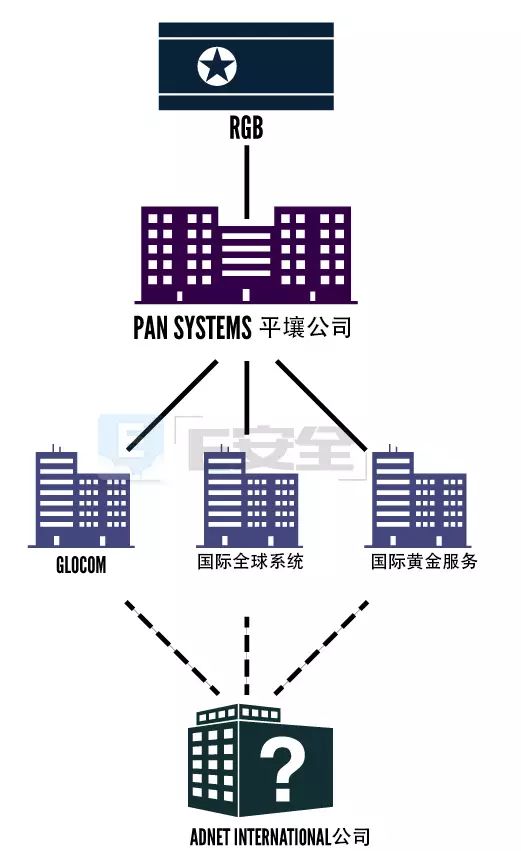 RGB
PAN SYSTEMS 平壤公司
E安全
GLOCOM
国际全球系统
国际黄金服务
?
ADNET INTERNATIONAL公司